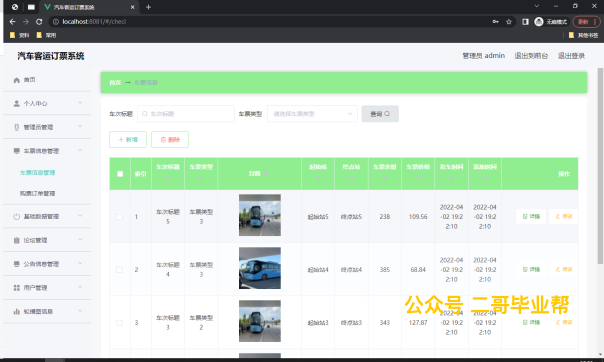 汽车客运订票系统
localhost:8081/#/checi
无痕模式
更新
资料
常用
其他书签
汽车客运订票系统
管理员 admin
退出到前台
退出登录
首页
首页
车票信息
个人中心
车次标题
车次标题
车票类型
请选择车票类型
查询
管理员管理
新增
删除
车票信息管理
车票信息管理
购票订单管理
基础数据管理
论坛管理
公告信息管理
用户管理
轮播图信息
索引 车次标题 车票类型 起始站 终点站 车票价格 操作
1 车次标题5 车票类型3 起始站5 终点站5 238 109.56 2022-04-02 19:22:10 2022-04-02 19:22:10 详情 修改
2 车次标题4 车票类型3 起始站4 终点站4 385 68.84 2022-04-02 19:22:10 2022-04-02 19:22:10 详情 修改
3 车次标题3 车票类型2 起始站3 终点站3 343 127.87 2022-04-02 19:22:10 2022-04-02 19:22:10 详情 修改
公众号 二哥毕业帮